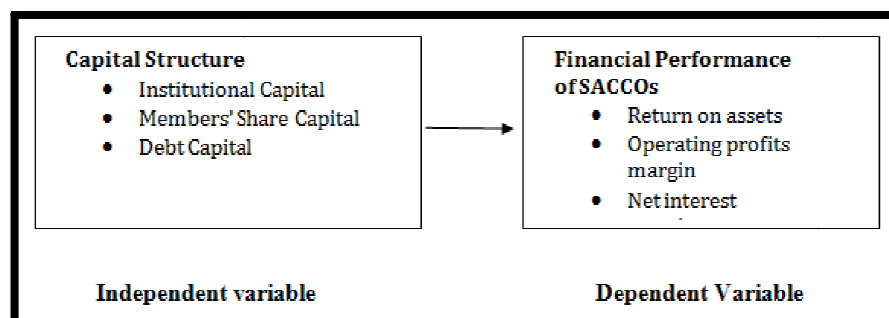 Capital Structure
• Institutional Capital
• Members' Share Capital
• Debt Capital
Financial Performance
of SACCOs
• Return on assets
• Operating profits
margin
• Net interest
Independent variable
Dependent Variable